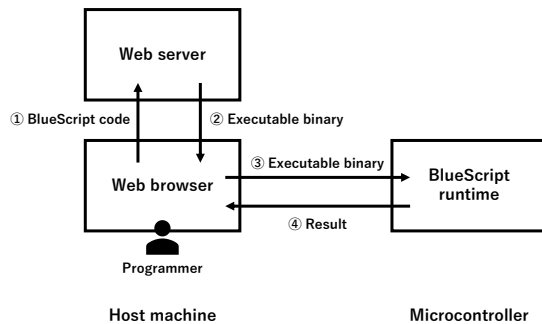 Web server
① BlueScript code
② Executable binary
Web browser
③ Executable binary
BlueScript
runtime
④ Result
Programmer
Host machine
Microcontroller